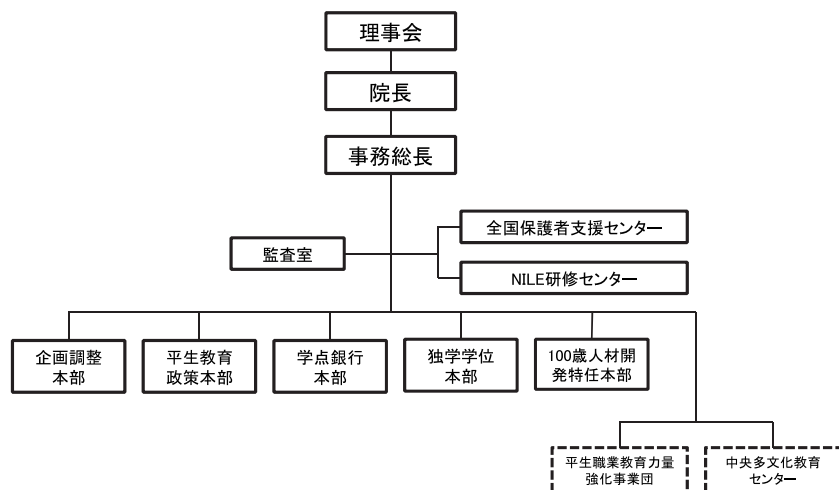 理事会
院長
事務総長
全国保護者支援センター
監査室
NILE研修センター
企画調整
本部
平生教育
政策本部
学点銀行
本部
独学学位
本部
100歳人材開
発特任本部
平生職業教育力量
強化事業団
中央多文化教育
センター